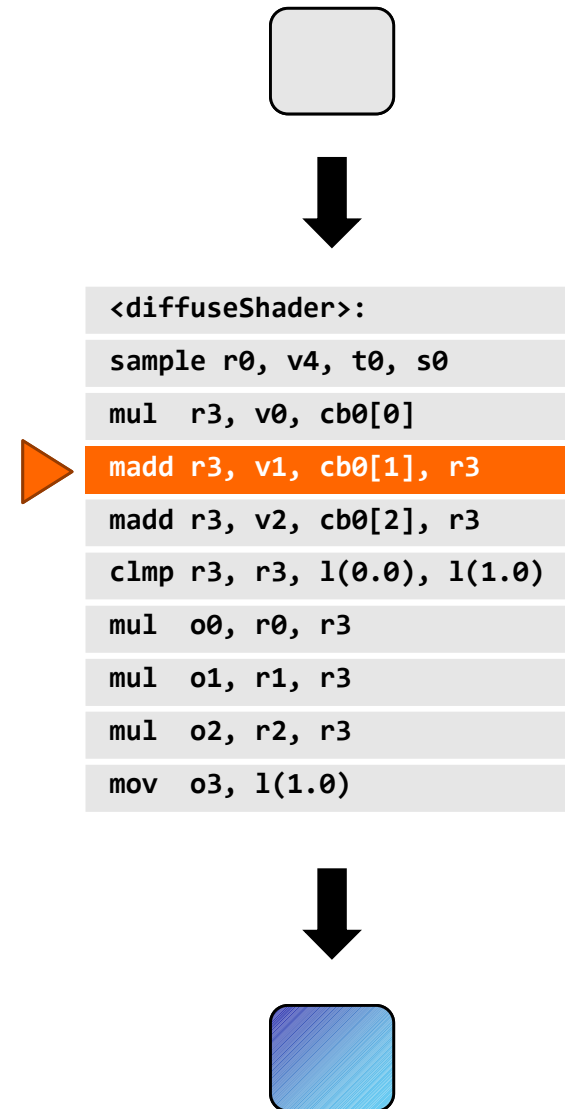 <diffuseShader>:
sample r0, v4, t0, s0
mul  r3, v0, cb0[0]
madd r3, v1, cb0[1], r3
madd r3, v2, cb0[2], r3
clmp r3, r3, l(0.0), l(1.0)
mul  o0, r0, r3
mul  o1, r1, r3
mul  o2, r2, r3
mov  o3, l(1.0)